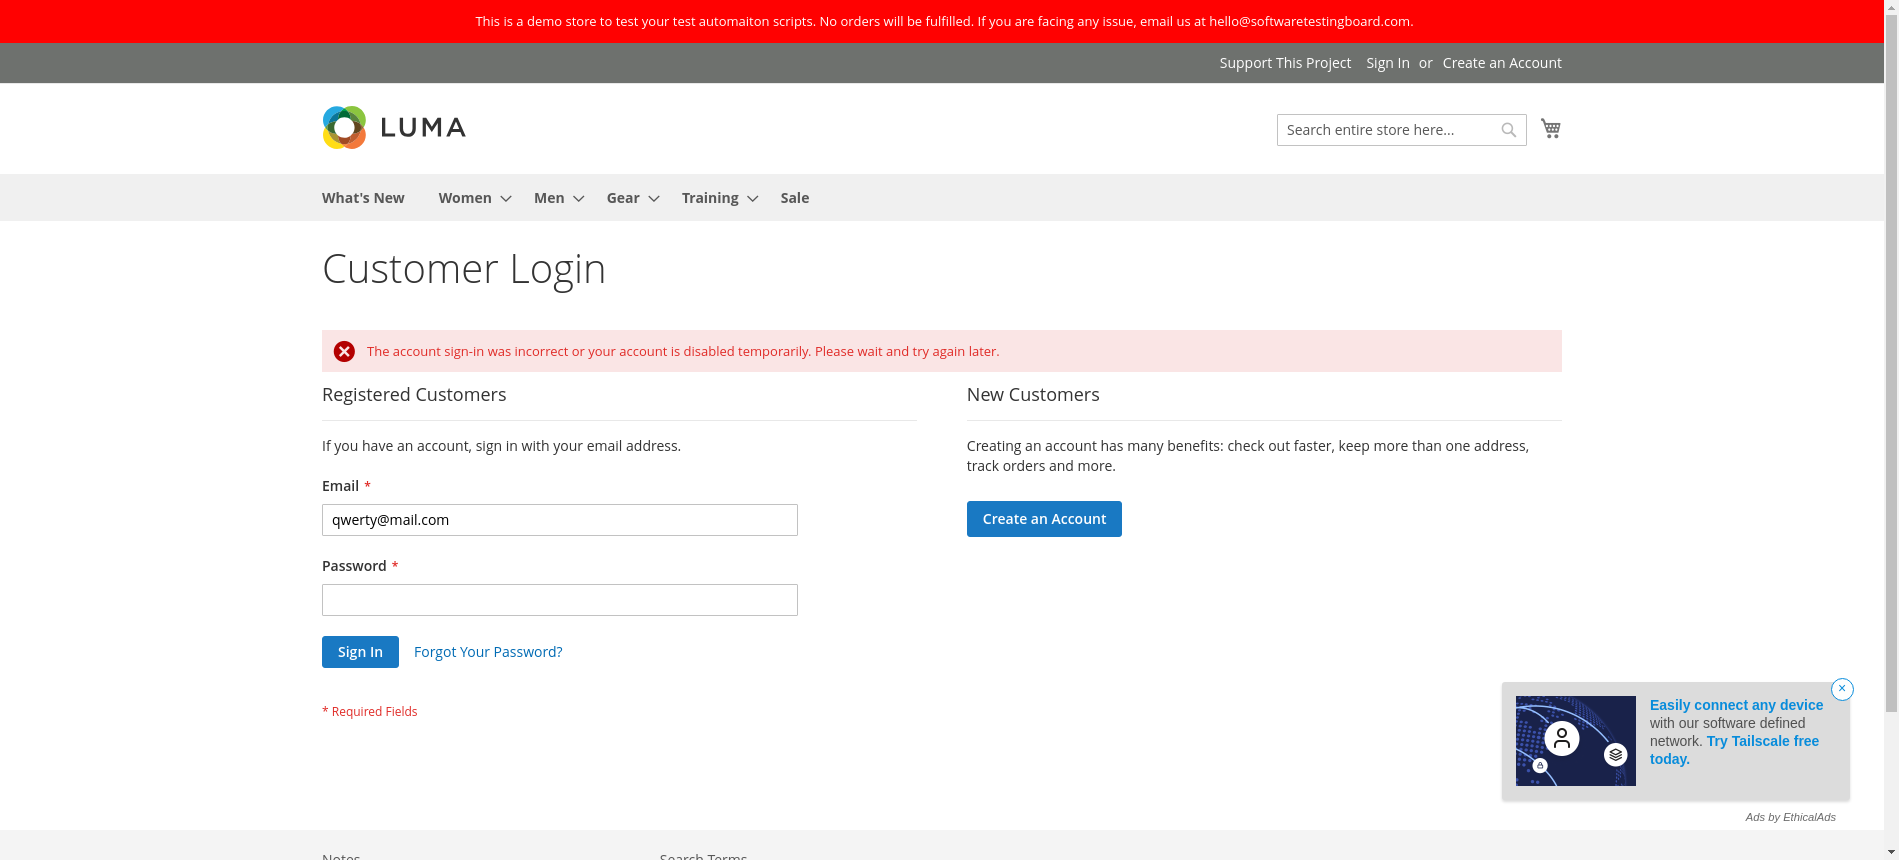 This is a demo store to test your test automaiton scripts. No orders will be fulfilled. If you are facing any issue, email us at hello@softwaretestingboard.com.
Support This Project Sign In or Create an Account
LUMA
Search entire store here...
What's New Women Men Gear Training Sale
Customer Login
The account sign-in was incorrect or your account is disabled temporarily. Please wait and try again later.
Registered Customers
If you have an account, sign in with your email address.
Email *
qwerty@mail.com
Password *
Sign In Forgot Your Password?
* Required Fields
New Customers
Creating an account has many benefits: check out faster, keep more than one address,
track orders and more.
Create an Account
Easily connect any device
with our software defined
network. Try Tailscale free
today.
Ads by EthicalAds
Notes Search Terms